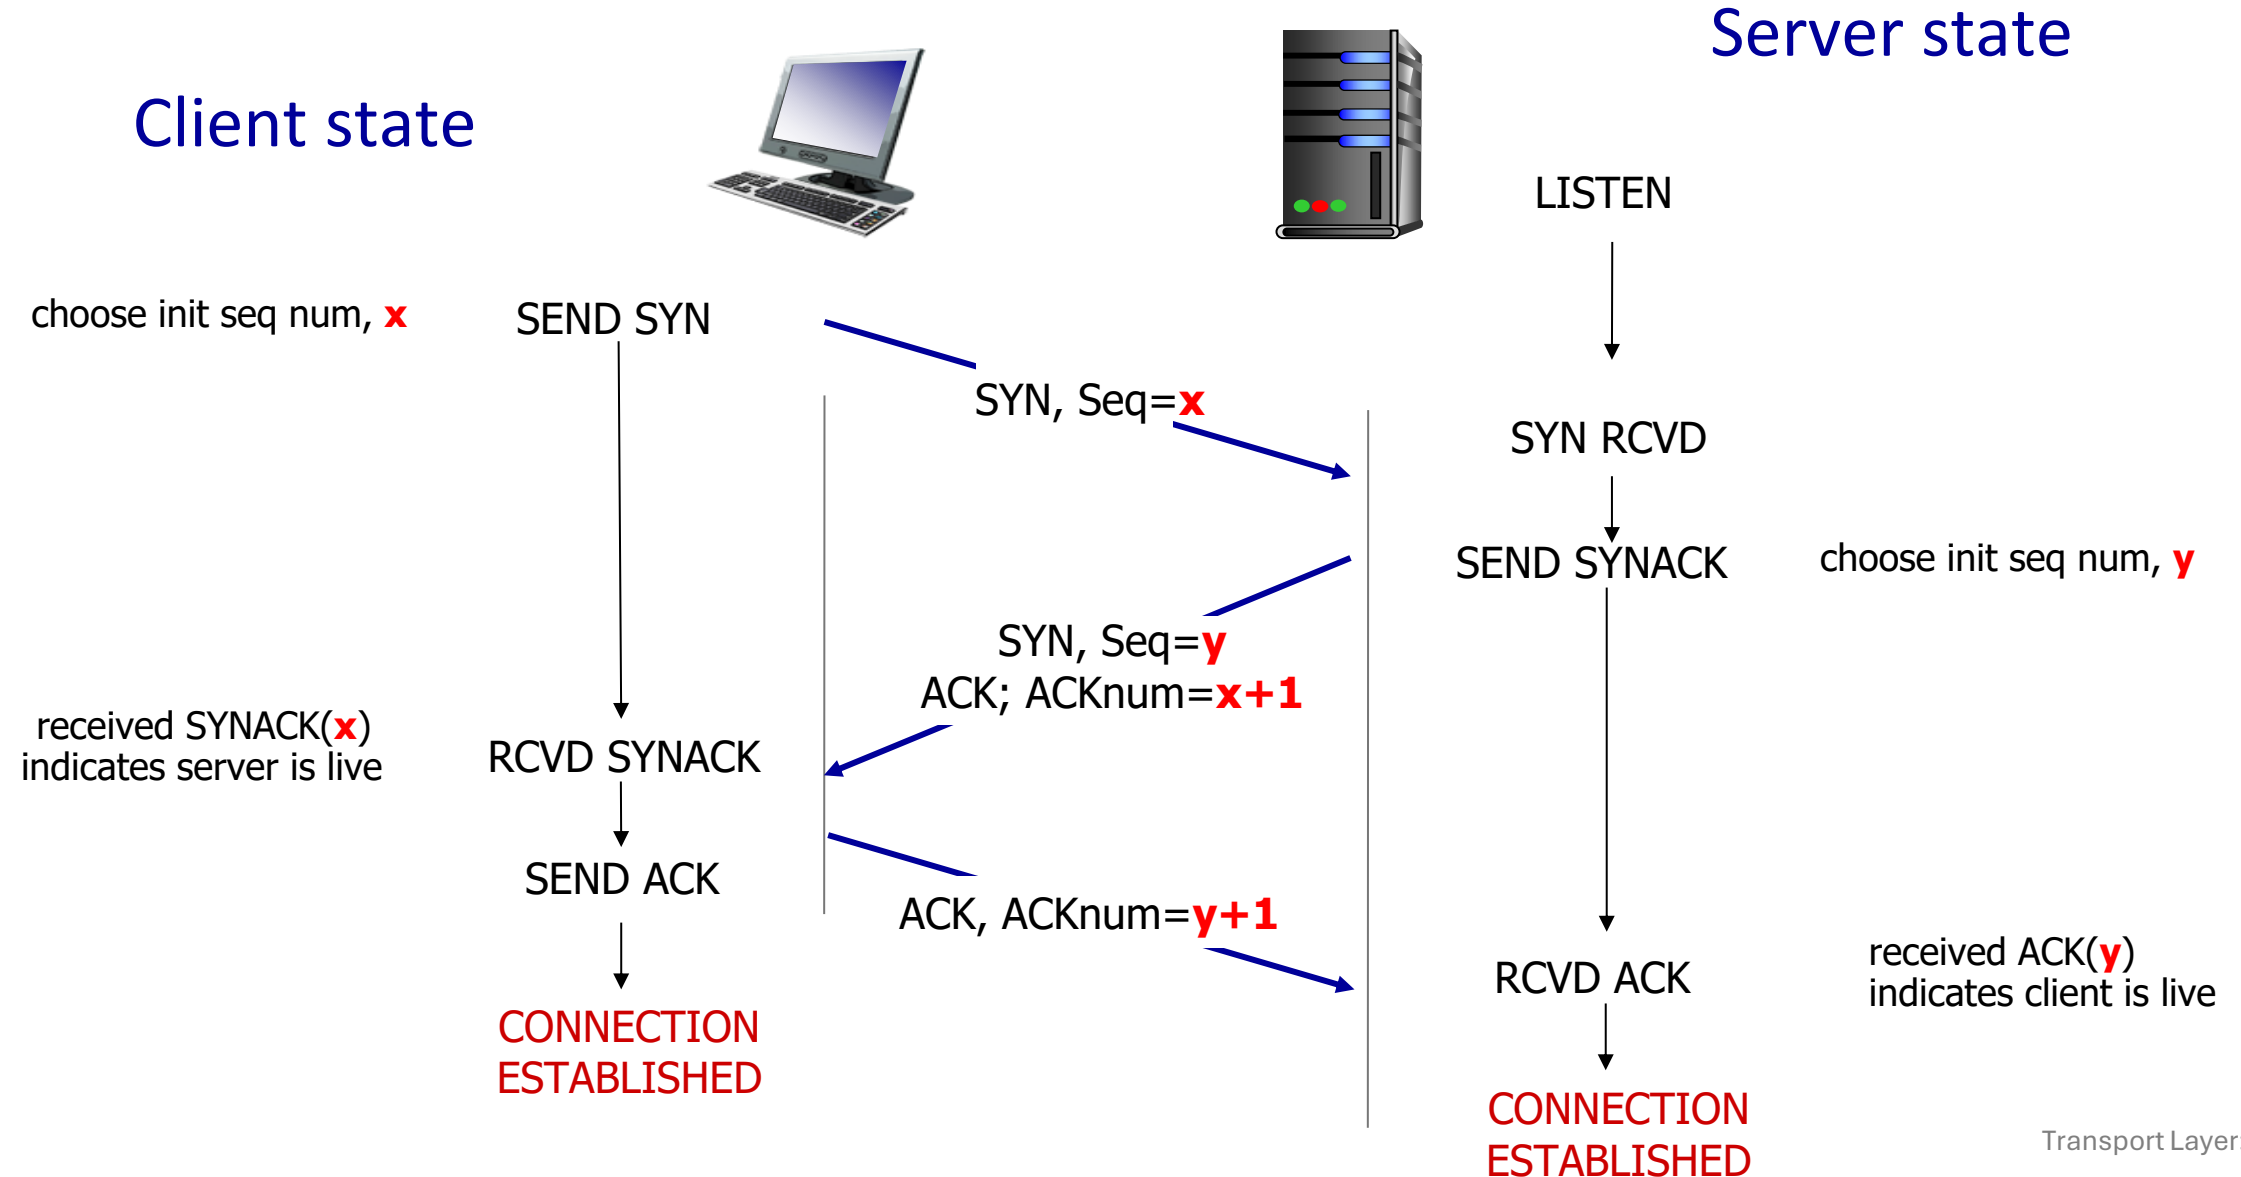 Server state
Client state
LISTEN
choose init seq num, x
SEND SYN
SYN, Seq=x
SYN RCVD
SEND SYNACK
choose init seq num, y
SYN, Seq=y
ACK; ACKnum=x+1
received SYNACK(x)
indicates server is live
RCVD SYNACK
SEND ACK
ACK, ACKnum=y+1
RCVD ACK
received ACK(y)
indicates client is live
CONNECTION
ESTABLISHED
CONNECTION
ESTABLISHED
Transport Layer: